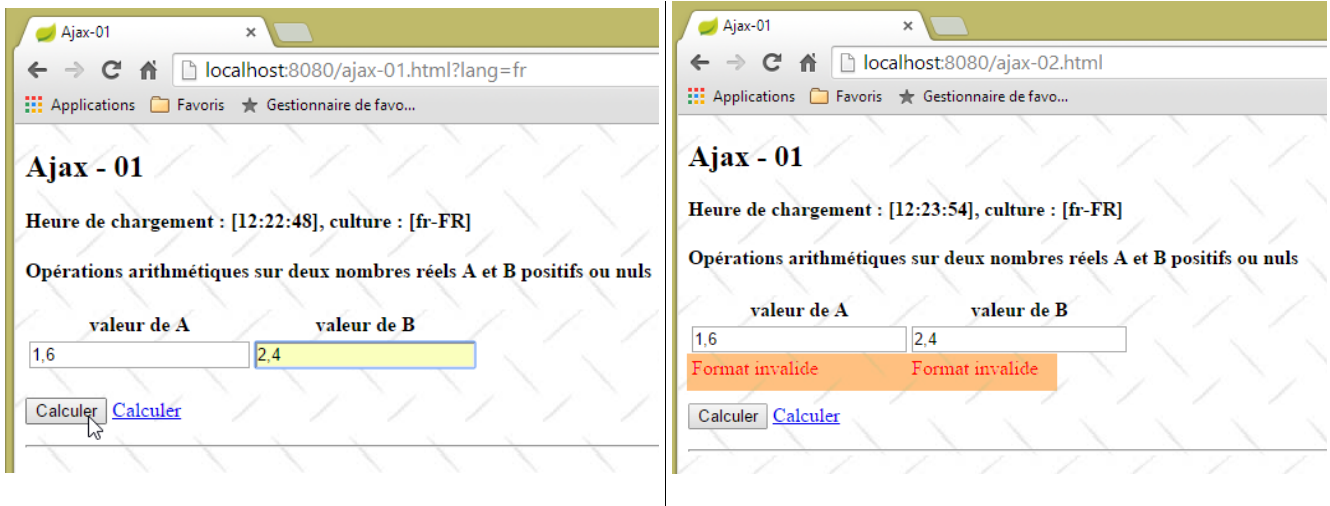 Ajax-01
localhost:8080/ajax-01.html?lang=fr
Applications Favoris Gestionnaire de favo...
Ajax - 01
Heure de chargement : [12:22:48], culture : [fr-FR]
Opérations arithmétiques sur deux nombres réels A et B positifs ou nuls
valeur de A valeur de B
1,6 2,4
Calculer Calculer
Ajax-01
localhost:8080/ajax-02.html
Applications Favoris Gestionnaire de favo...
Ajax - 01
Heure de chargement : [12:23:54], culture : [fr-FR]
Opérations arithmétiques sur deux nombres réels A et B positifs ou nuls
valeur de A valeur de B
1,6 2,4
Format invalide Format invalide
Calculer Calculer